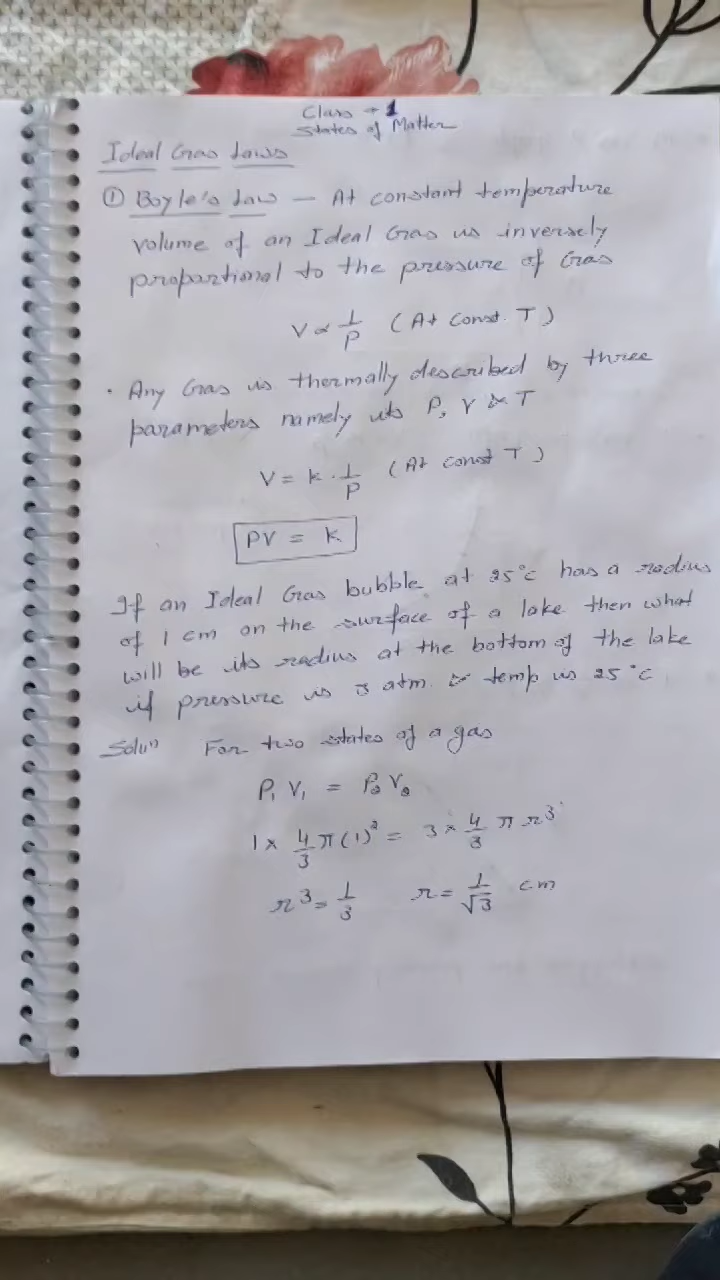 Class → 1
States of Matter
Ideal Gas Laws
① Boyle's Law — At constant temperature
volume of an Ideal Gas is inversely
proportional to the pressure of Gas
V ∝ 1/P (At Const. T)
• Any Gas is thermally described by three
parameters namely its P, V & T
V = k · 1/P (At const T)
PV = k
If an Ideal Gas bubble at 25°C has a radius
of 1 cm on the surface of a lake then what
will be its radius at the bottom of the lake
if pressure is 3 atm. & temp is 25°C
Soluⁿ For two states of a gas
P₁ V₁ = P₂ V₂
1 × 4/3 π (1)³ = 3 × 4/3 π r³
r³ = 1/3 r = 1/√3 cm